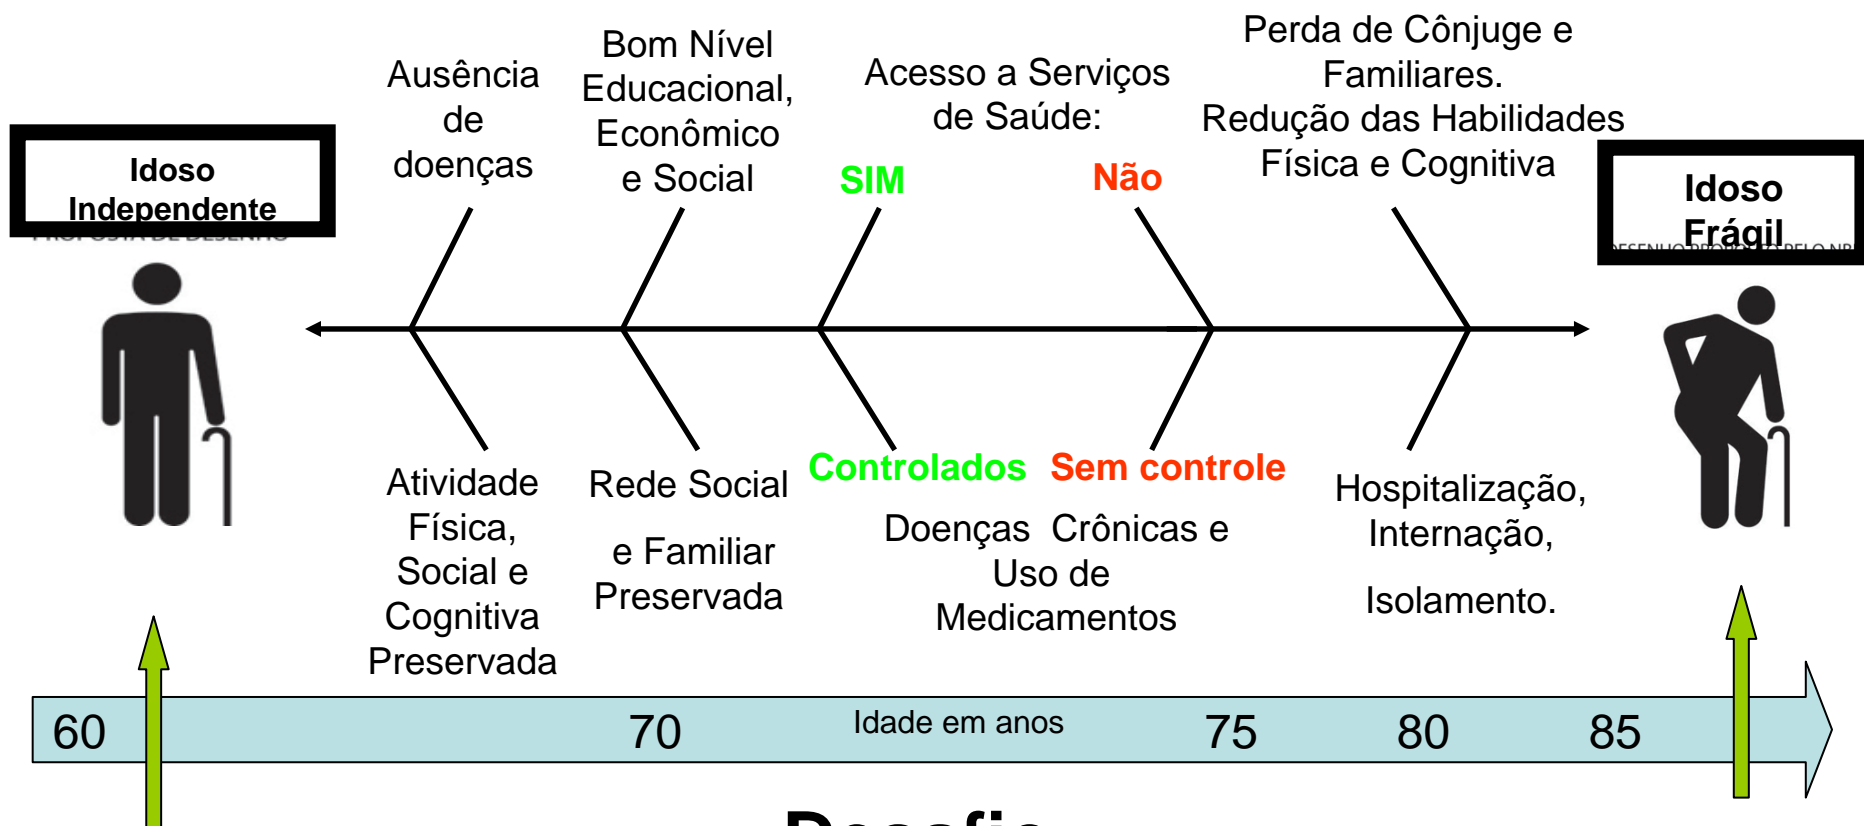 Idoso
Independente
Ausência
de
doenças
Bom Nível
Educacional,
Econômico
e Social
Acesso a Serviços
de Saúde:
SIM
Não
Perda de Cônjuge e
Familiares.
Redução das Habilidades
Física e Cognitiva
Idoso
Frágil
Atividade
Física,
Social e
Cognitiva
Preservada
Rede Social
e Familiar
Preservada
Controlados
Sem controle
Doenças Crônicas e
Uso de
Medicamentos
Hospitalização,
Internação,
Isolamento.
60
70
Idade em anos
75
80
85